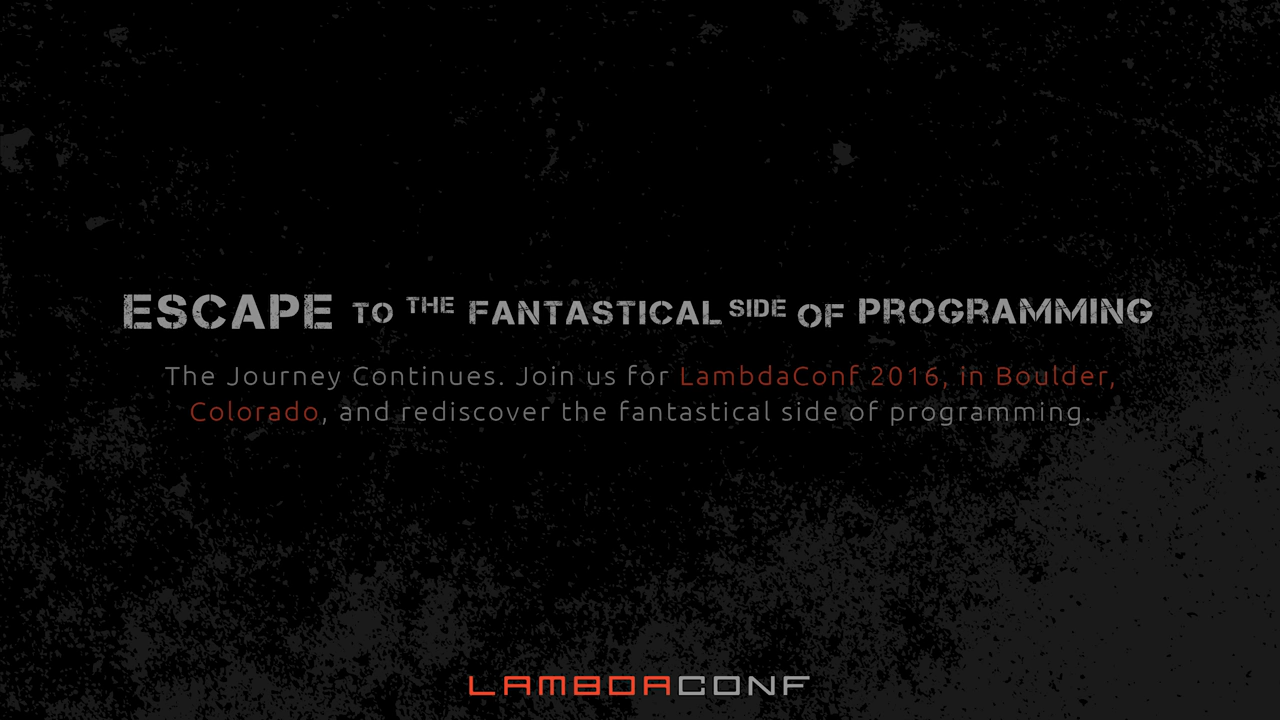 ESCAPE TO THE FANTASTICAL SIDE OF PROGRAMMING
The Journey Continues. Join us for LambdaConf 2016, in Boulder,
Colorado, and rediscover the fantastical side of programming.
LAMBDACONF